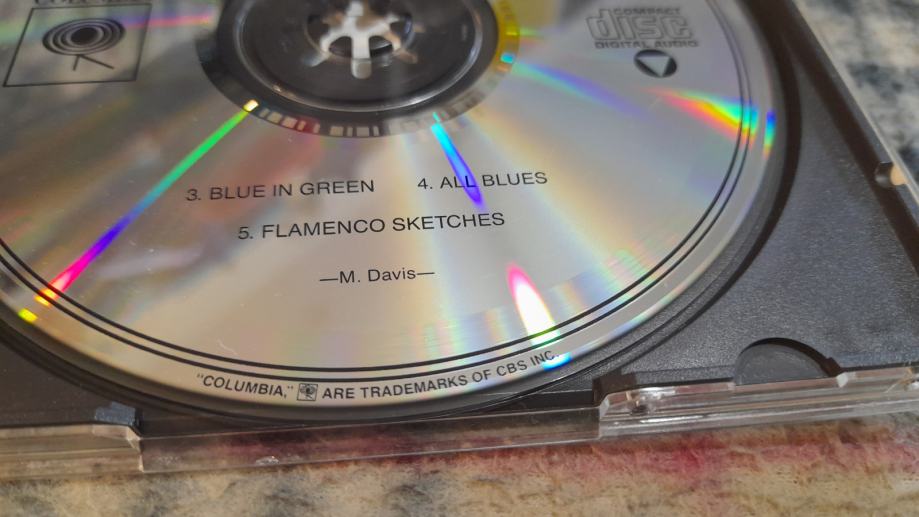 COLUMBIA
COMPACT
disc
DIGITAL AUDIO
3. BLUE IN GREEN 4. ALL BLUES
5. FLAMENCO SKETCHES
—M. Davis—
"COLUMBIA," ARE TRADEMARKS OF CBS INC.